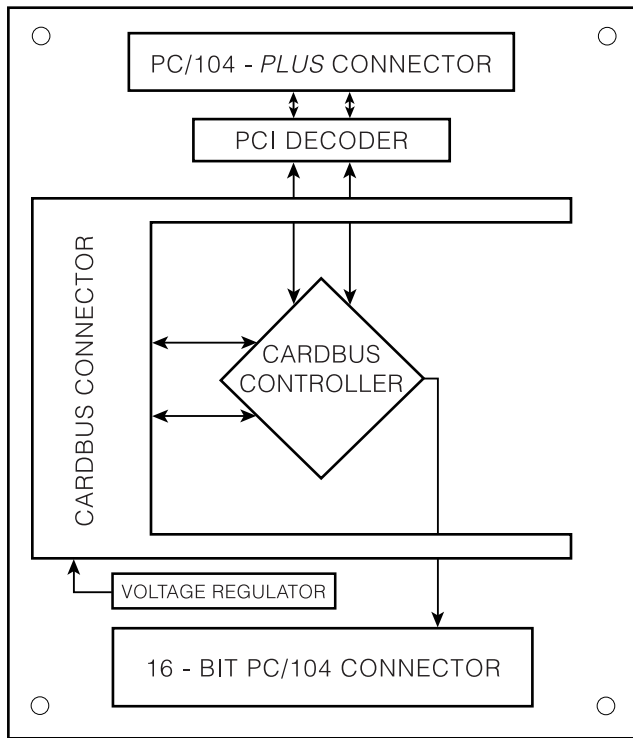 PC/104 - PLUS CONNECTOR
PCI DECODER
CARDBUS CONNECTOR
CARDBUS
CONTROLLER
VOLTAGE REGULATOR
16 - BIT PC/104 CONNECTOR